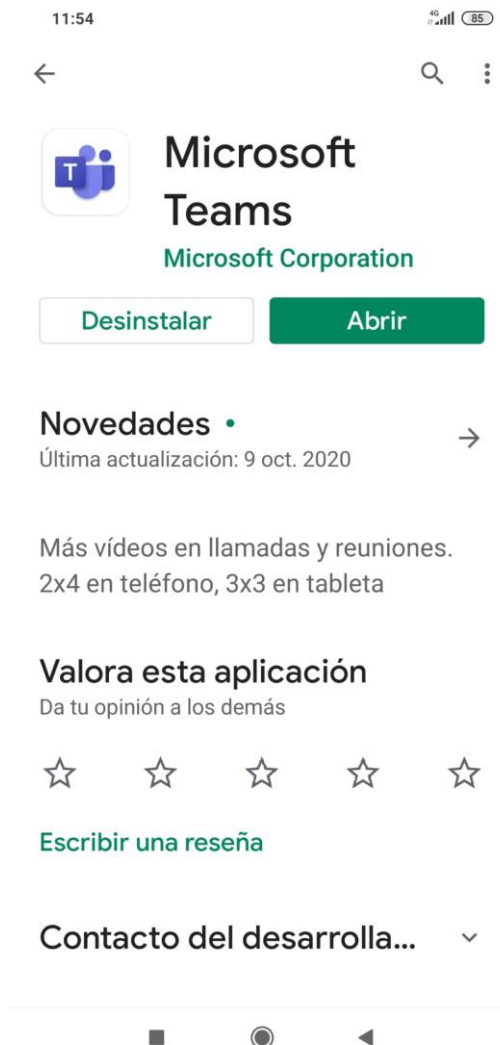 11:54
4G
85
T
Microsoft
Teams
Microsoft Corporation
Desinstalar
Abrir
Novedades
Última actualización: 9 oct. 2020
Más vídeos en llamadas y reuniones.
2x4 en teléfono, 3x3 en tableta
Valora esta aplicación
Da tu opinión a los demás
Escribir una reseña
Contacto del desarrolla...